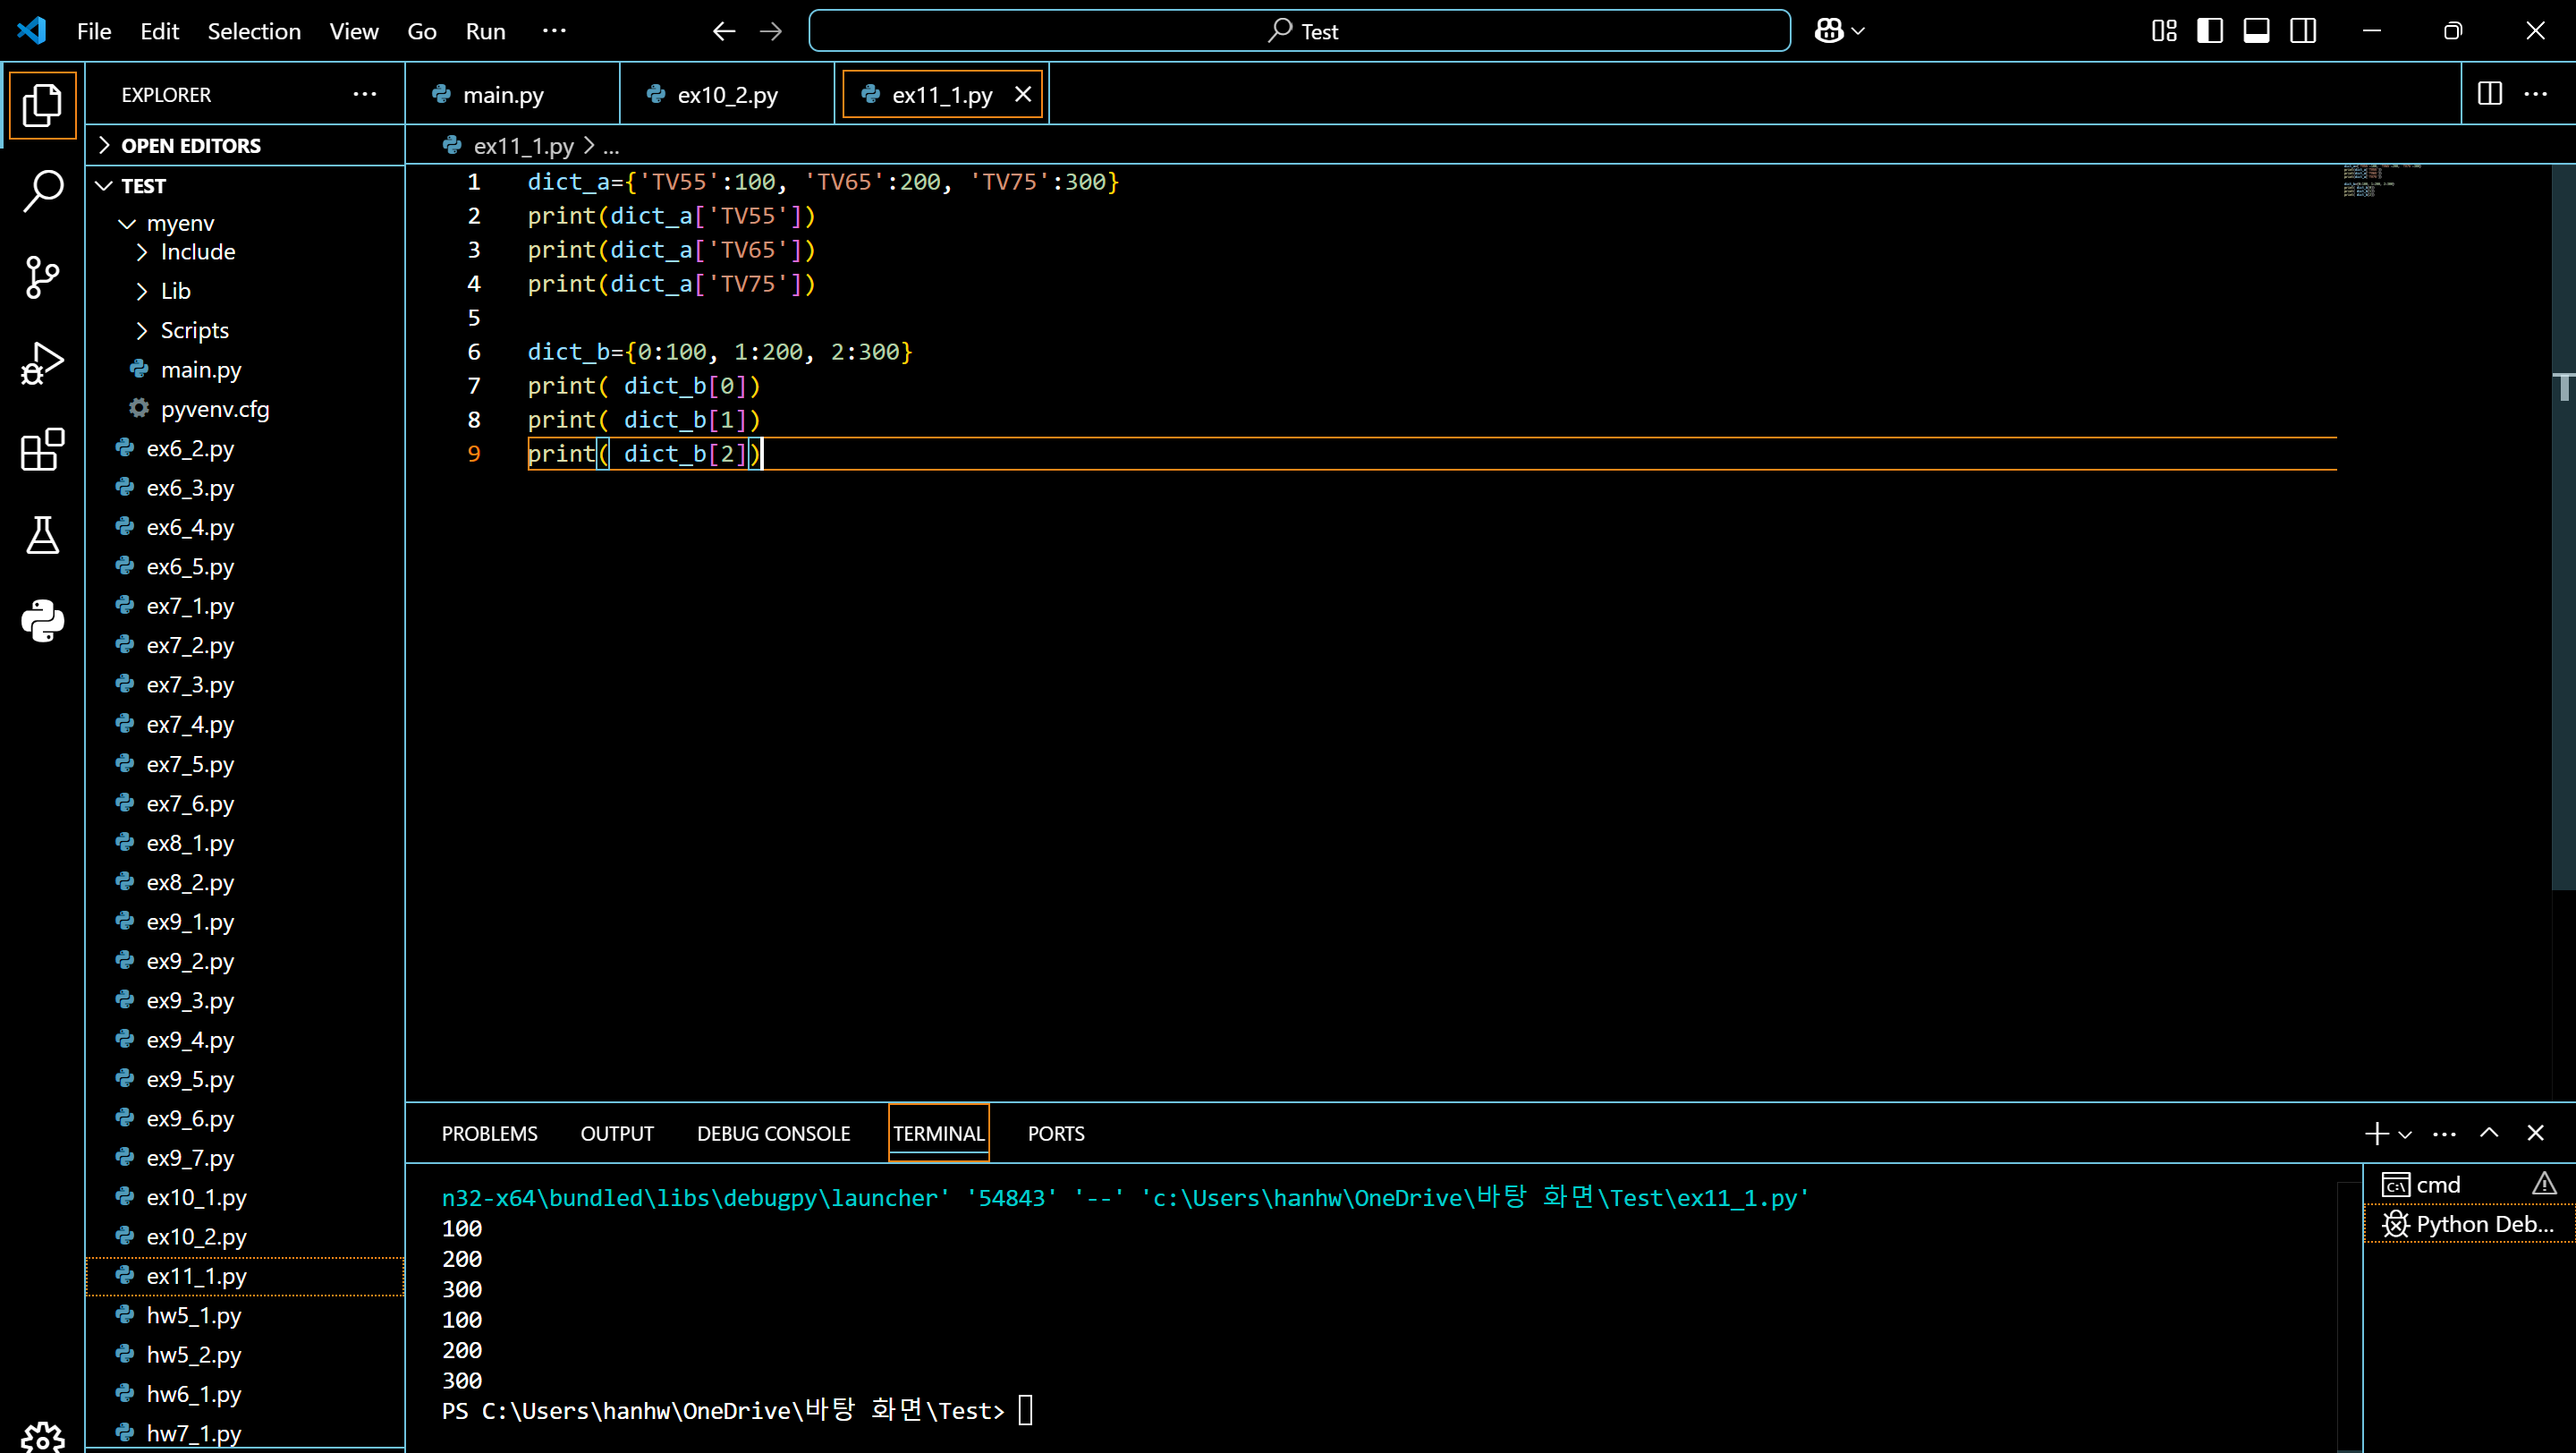 File Edit Selection View Go Run ··· Test
EXPLORER ···
OPEN EDITORS
TEST
myenv
Include
Lib
Scripts
main.py
pyvenv.cfg
ex6_2.py
ex6_3.py
ex6_4.py
ex6_5.py
ex7_1.py
ex7_2.py
ex7_3.py
ex7_4.py
ex7_5.py
ex7_6.py
ex8_1.py
ex8_2.py
ex9_1.py
ex9_2.py
ex9_3.py
ex9_4.py
ex9_5.py
ex9_6.py
ex9_7.py
ex10_1.py
ex10_2.py
ex11_1.py
hw5_1.py
hw5_2.py
hw6_1.py
hw7_1.py
main.py ex10_2.py ex11_1.py
ex11_1.py > ...
1 dict_a={'TV55':100, 'TV65':200, 'TV75':300}
2 print(dict_a['TV55'])
3 print(dict_a['TV65'])
4 print(dict_a['TV75'])
5
6 dict_b={0:100, 1:200, 2:300}
7 print( dict_b[0])
8 print( dict_b[1])
9 print( dict_b[2])
PROBLEMS OUTPUT DEBUG CONSOLE TERMINAL PORTS
n32-x64\bundled\libs\debugpy\launcher' '54843' '--' 'c:\Users\hanhw\OneDrive\바탕 화면\Test\ex11_1.py'
100
200
300
100
200
300
PS C:\Users\hanhw\OneDrive\바탕 화면\Test>
cmd
Python Deb...